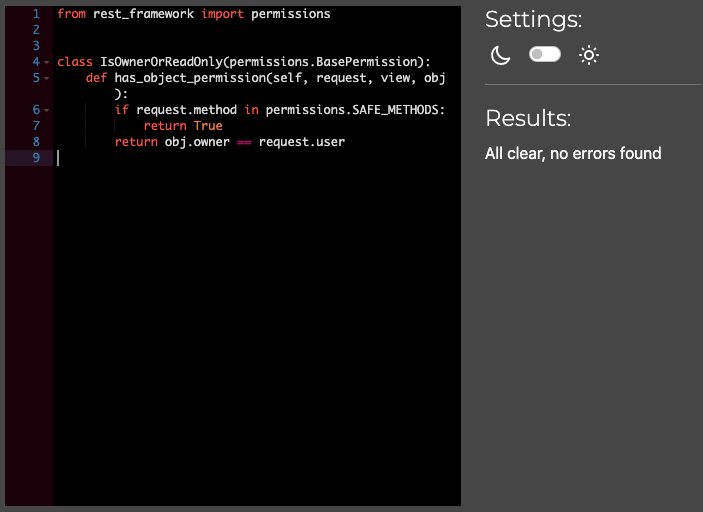 1 from rest_framework import permissions
2
3
4 class IsOwnerOrReadOnly(permissions.BasePermission):
5     def has_object_permission(self, request, view, obj
        ):
6         if request.method in permissions.SAFE_METHODS:
7             return True
8         return obj.owner == request.user
9
Settings:
Results:
All clear, no errors found